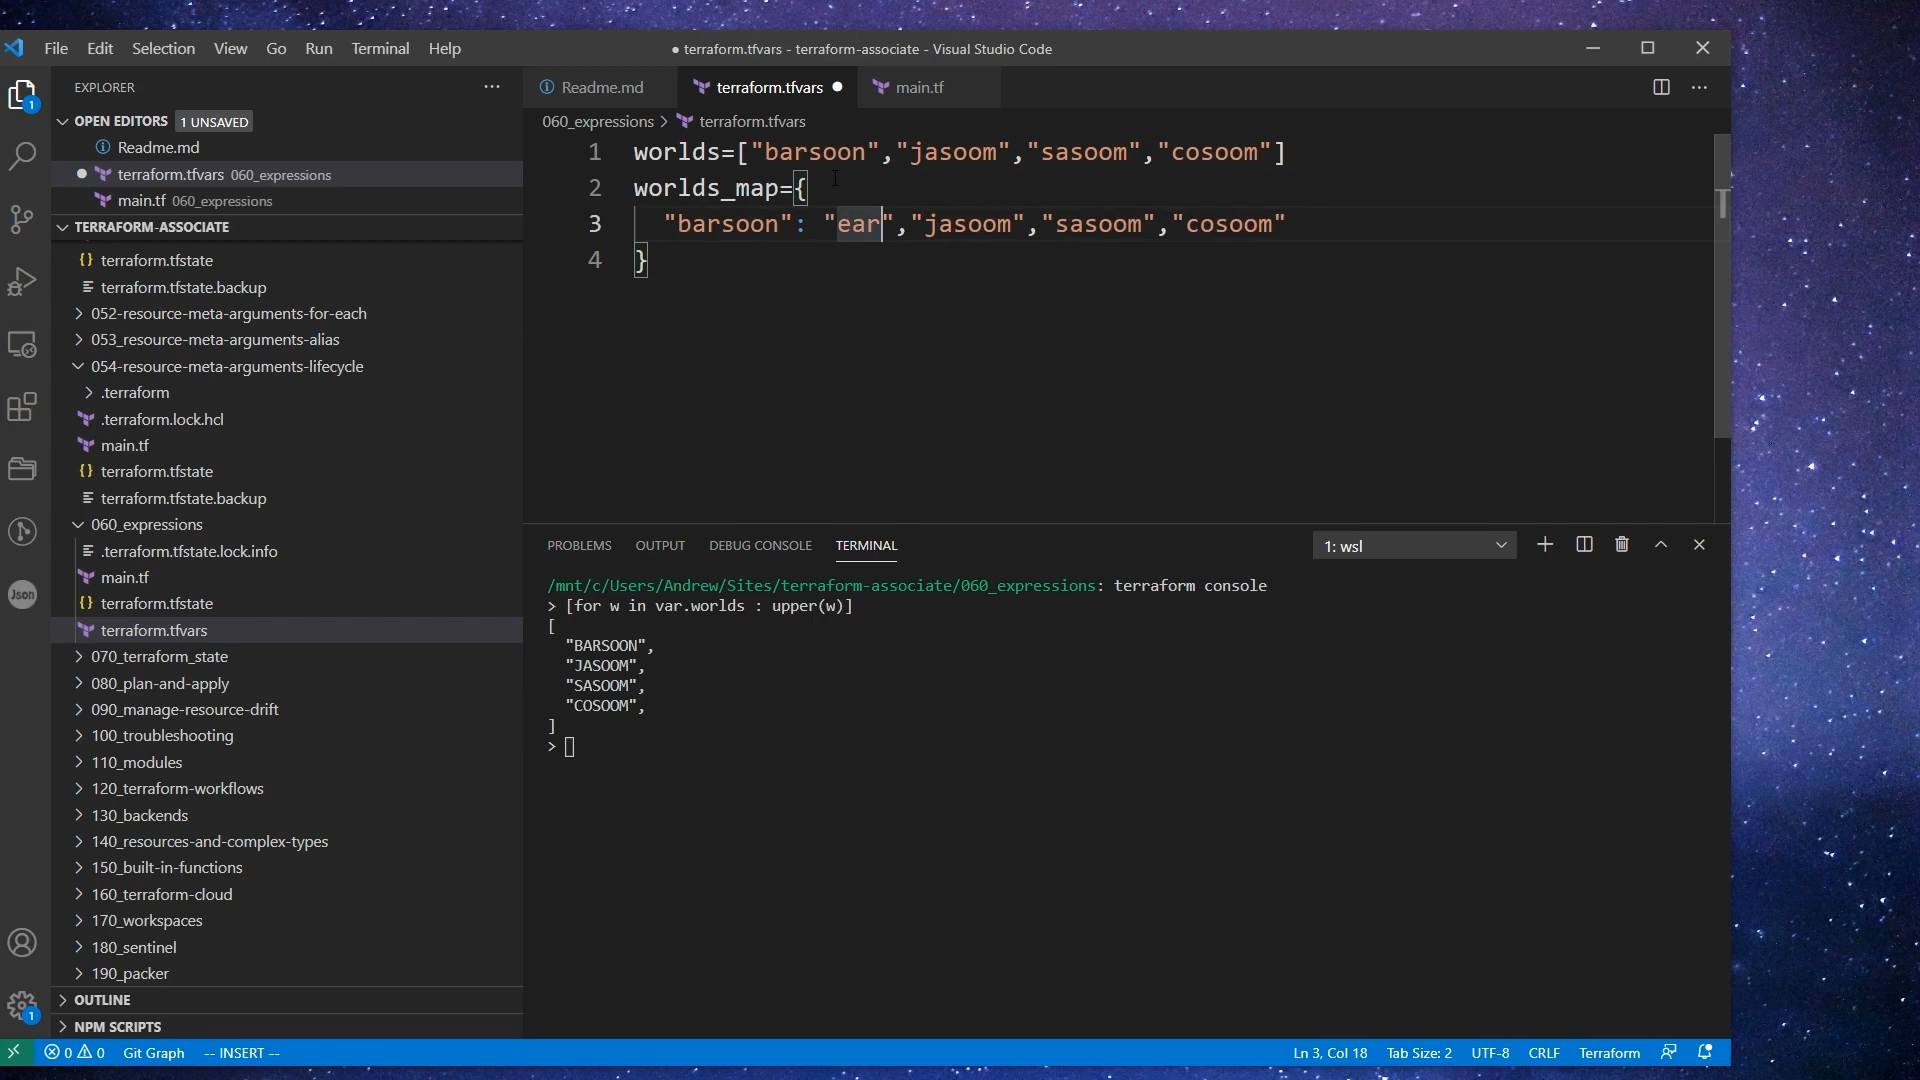 File Edit Selection View Go Run Terminal Help
● terraform.tfvars - terraform-associate - Visual Studio Code
EXPLORER
OPEN EDITORS 1 UNSAVED
Readme.md
terraform.tfvars 060_expressions
main.tf 060_expressions
TERRAFORM-ASSOCIATE
terraform.tfstate
terraform.tfstate.backup
052-resource-meta-arguments-for-each
053_resource-meta-arguments-alias
054-resource-meta-arguments-lifecycle
.terraform
.terraform.lock.hcl
main.tf
terraform.tfstate
terraform.tfstate.backup
060_expressions
.terraform.tfstate.lock.info
main.tf
terraform.tfstate
terraform.tfvars
070_terraform_state
080_plan-and-apply
090_manage-resource-drift
100_troubleshooting
110_modules
120_terraform-workflows
130_backends
140_resources-and-complex-types
150_built-in-functions
160_terraform-cloud
170_workspaces
180_sentinel
190_packer
OUTLINE
NPM SCRIPTS
1
Json
1
Readme.md terraform.tfvars ● main.tf
060_expressions > terraform.tfvars
1 worlds=["barsoon","jasoom","sasoom","cosoom"]
2 worlds_map={
3 "barsoon": "ear","jasoom","sasoom","cosoom"
4 }
PROBLEMS OUTPUT DEBUG CONSOLE TERMINAL 1: wsl
/mnt/c/Users/Andrew/Sites/terraform-associate/060_expressions: terraform console
> [for w in var.worlds : upper(w)]
[
"BARSOON",
"JASOOM",
"SASOOM",
"COSOOM",
]
>
0 0 Git Graph -- INSERT -- Ln 3, Col 18 Tab Size: 2 UTF-8 CRLF Terraform